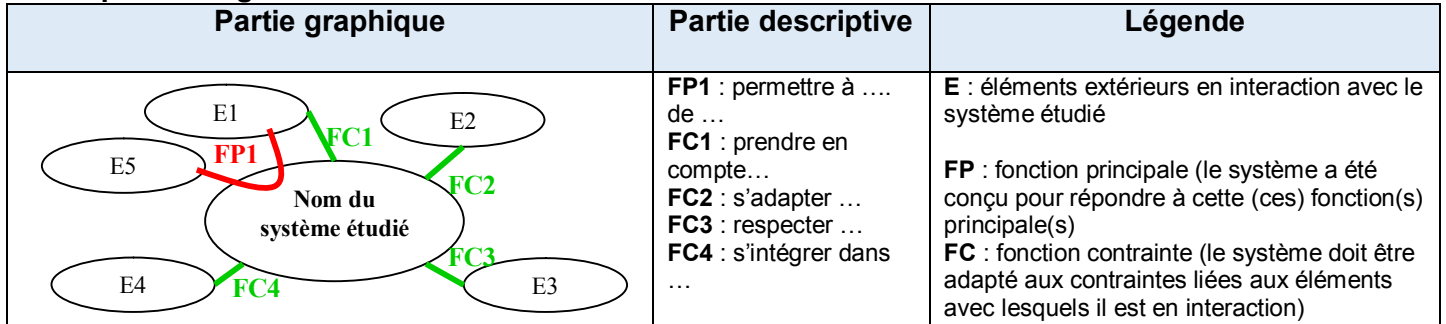 Partie graphique
Partie descriptive
Légende
E1
E2
E5
FP1
FC1
FC2
Nom du
système étudié
FC3
FC4
E4
E3
FP1 : permettre à ….
de …
FC1 : prendre en
compte…
FC2 : s’adapter …
FC3 : respecter …
FC4 : s’intégrer dans
…
E : éléments extérieurs en interaction avec le
système étudié
FP : fonction principale (le système a été
conçu pour répondre à cette (ces) fonction(s)
principale(s)
FC : fonction contrainte (le système doit être
adapté aux contraintes liées aux éléments
avec lesquels il est en interaction)